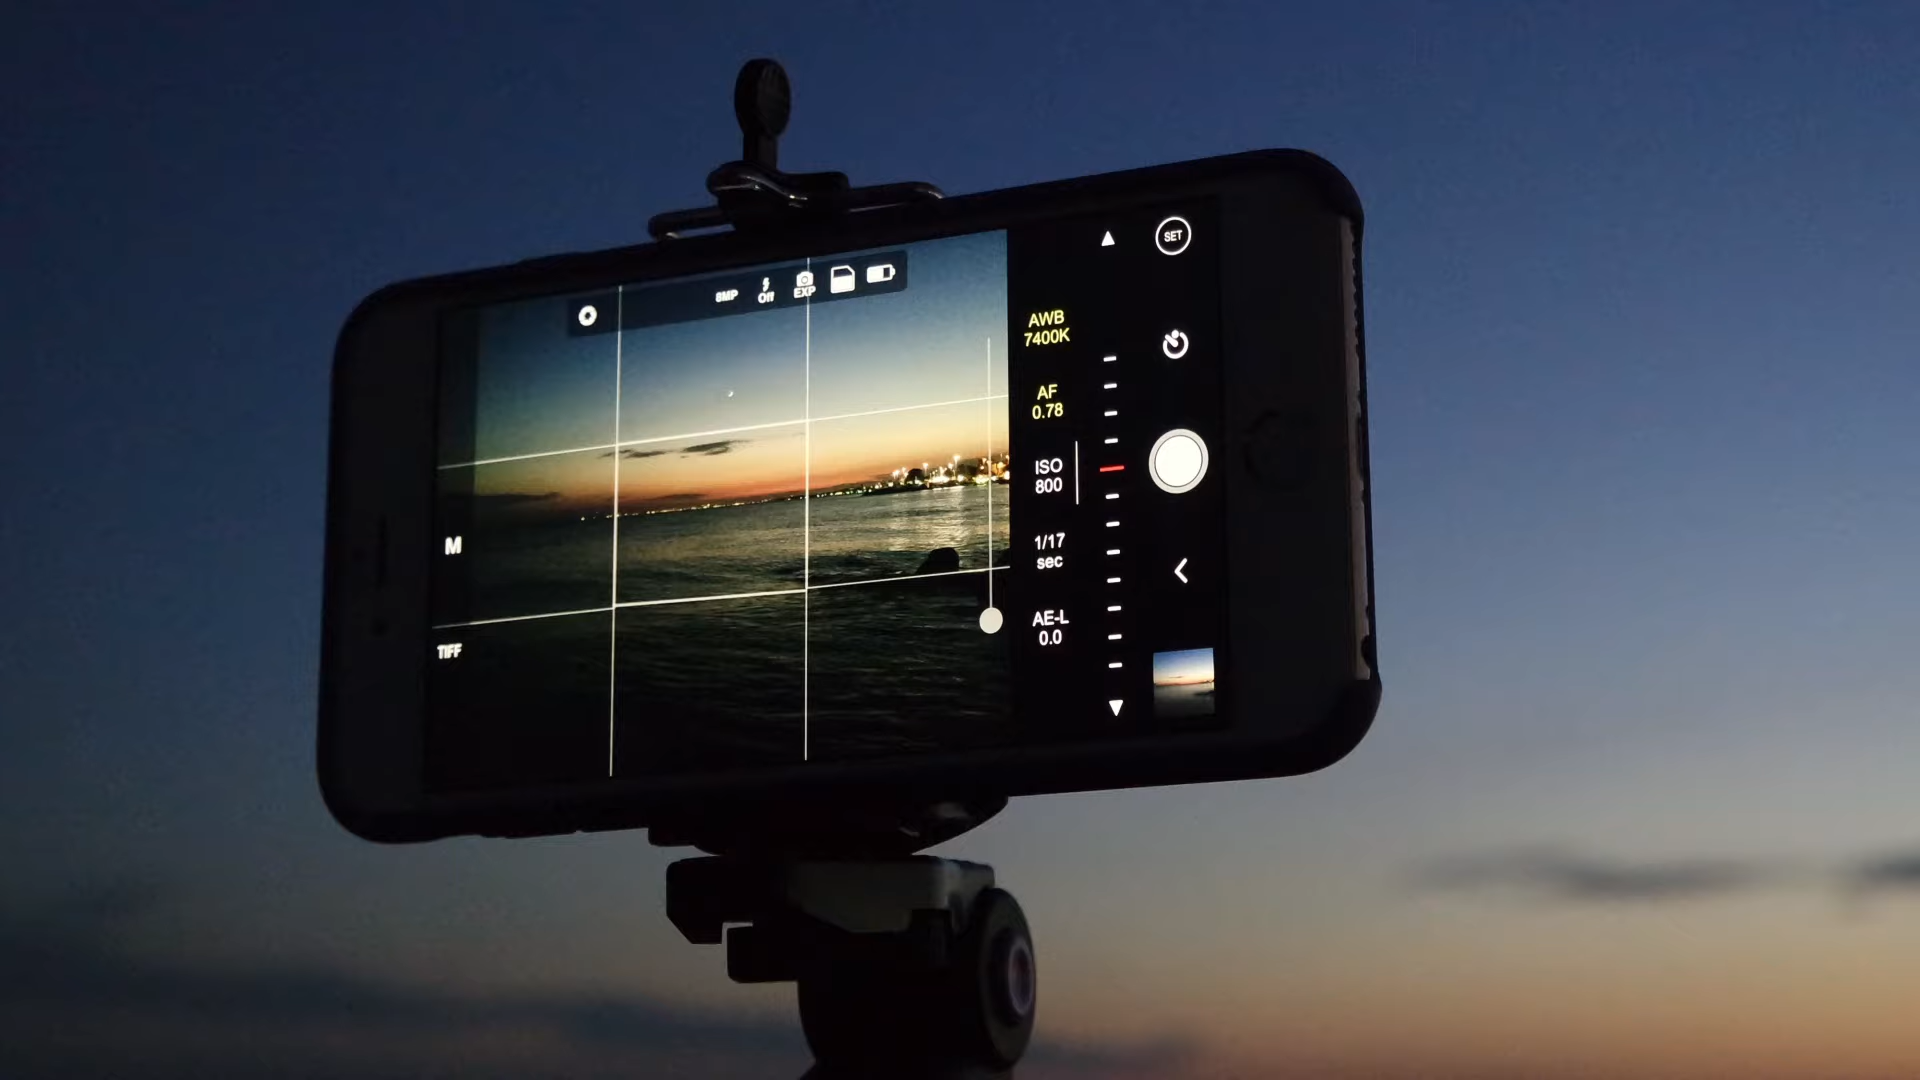 8MP
Off
EXP
SET
AWB
7400K
AF
0.78
ISO
800
1/17
sec
AE-L
0.0
M
TIFF